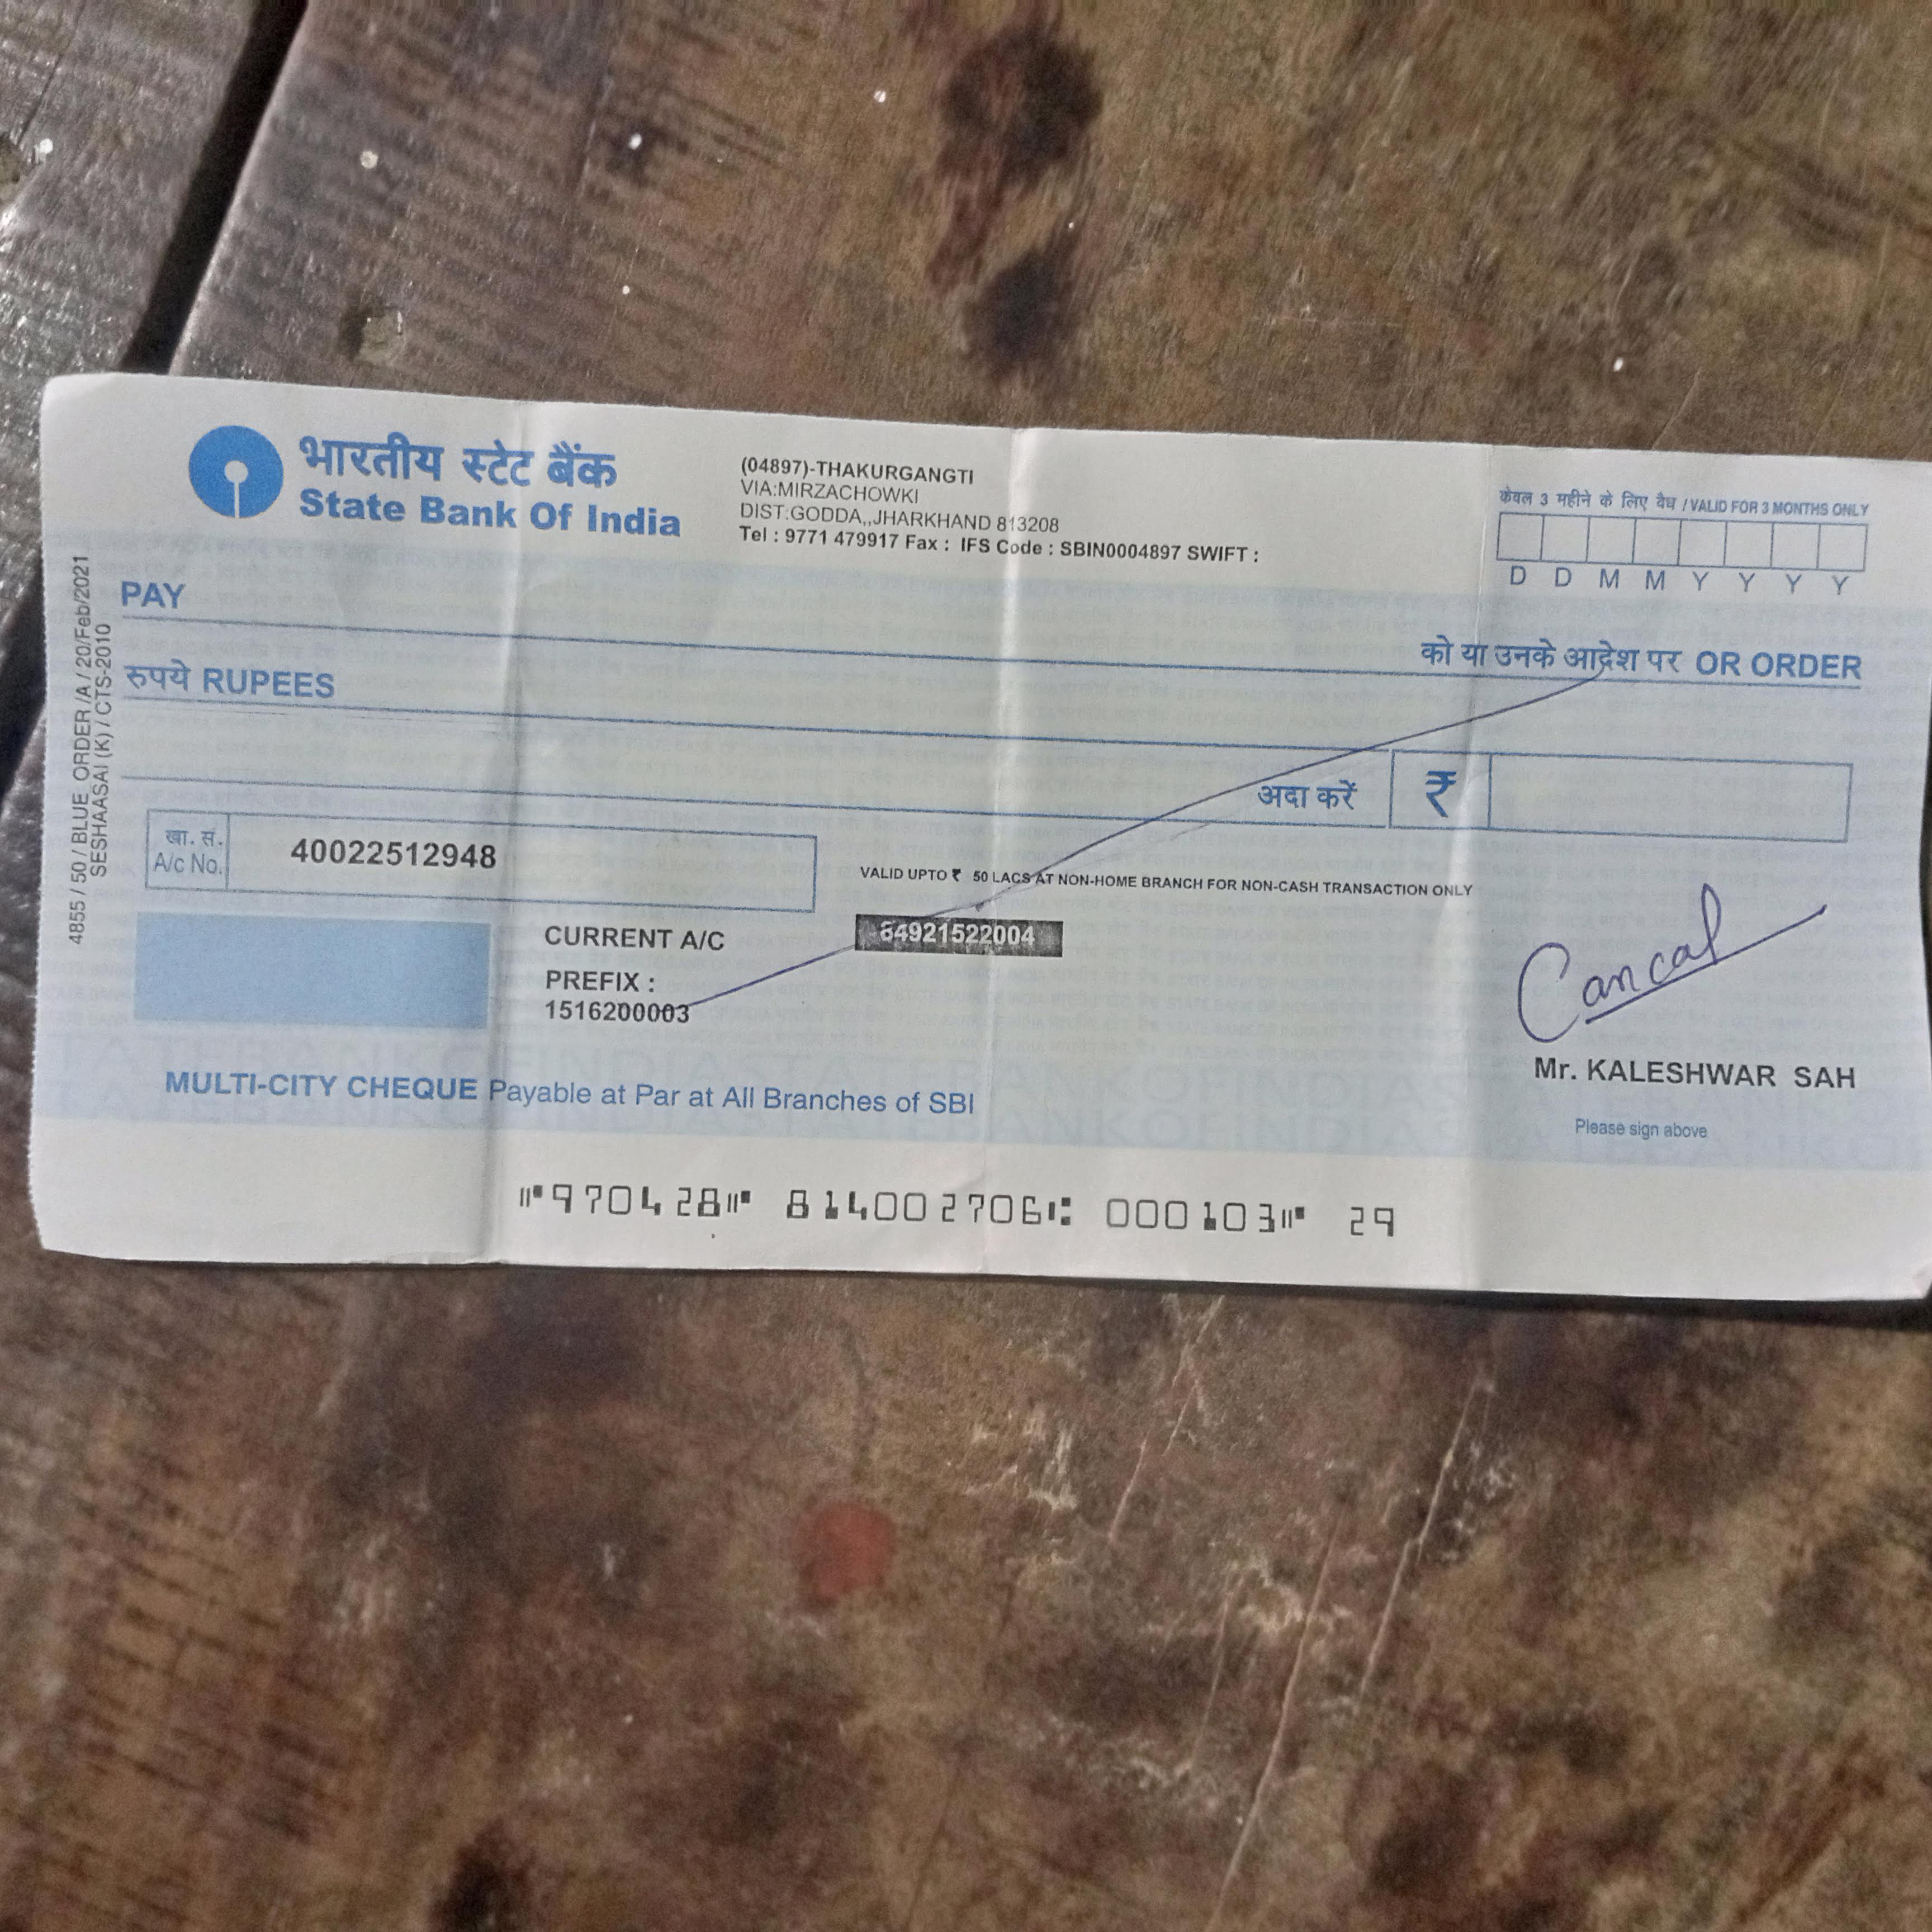 भारतीय स्टेट बैंक
State Bank Of India
(04897)-THAKURGANGTI
VIA:MIRZACHOWKI
DIST:GODDA,,JHARKHAND 813208
Tel : 9771 479917 Fax : IFS Code : SBIN0004897 SWIFT :
केवल 3 महीने के लिए वैध / VALID FOR 3 MONTHS ONLY
D D M M Y Y Y Y
PAY
को या उनके आदेश पर OR ORDER
रुपये RUPEES
अदा करें ₹
खा. सं.
A/c No. 40022512948
VALID UPTO ₹ 50 LACS AT NON-HOME BRANCH FOR NON-CASH TRANSACTION ONLY
CURRENT A/C
84921522004
PREFIX :
1516200003
Cancal
Mr. KALESHWAR SAH
Please sign above
MULTI-CITY CHEQUE Payable at Par at All Branches of SBI
⑈970428⑈ 814002706⑆ 000103⑈ 29
4855 / 50 / BLUE_ORDER /A / 20/Feb/2021
SESHAASAI (K) / CTS-2010